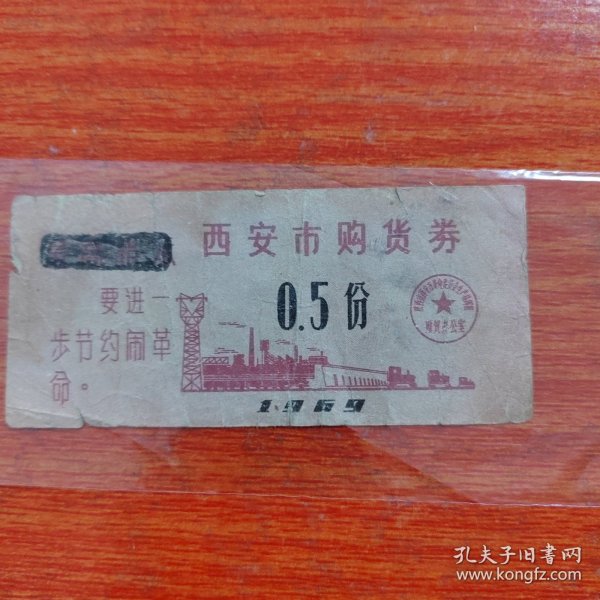 西安市购货券
0.5份
要进一
步节约闹革
命。
1969
孔夫子旧书网
www.kongfz.com